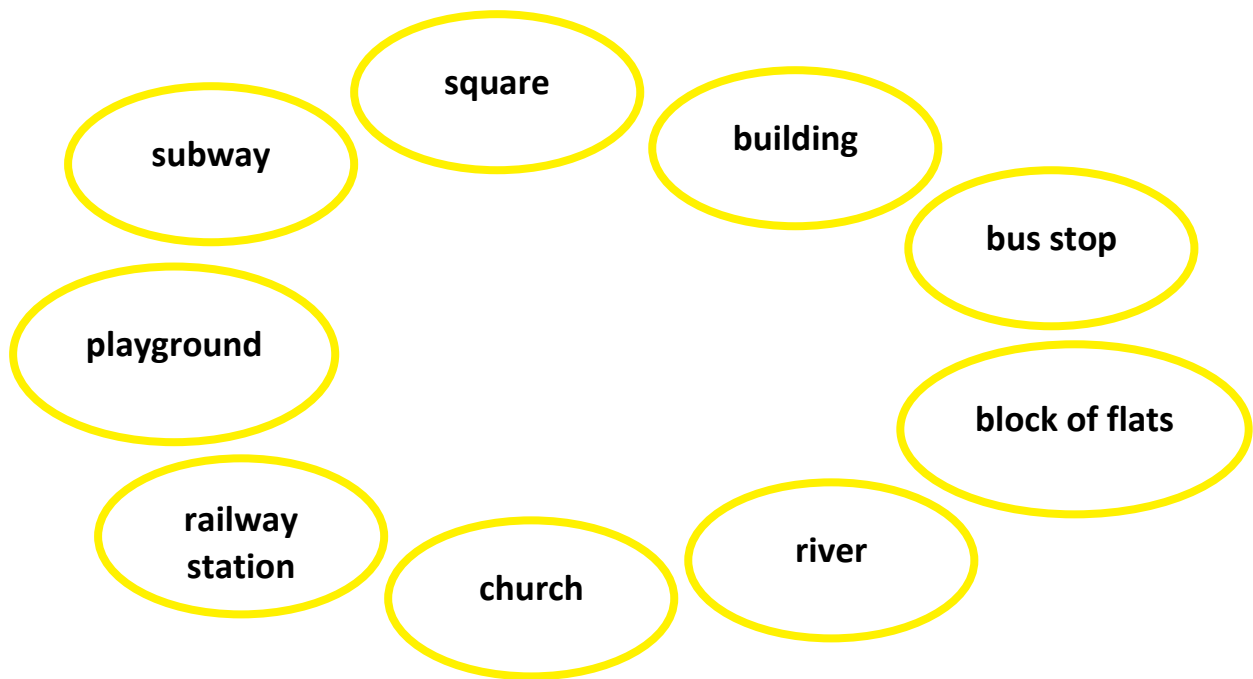 square
building
subway
bus stop
playground
block of flats
railway
station
river
church